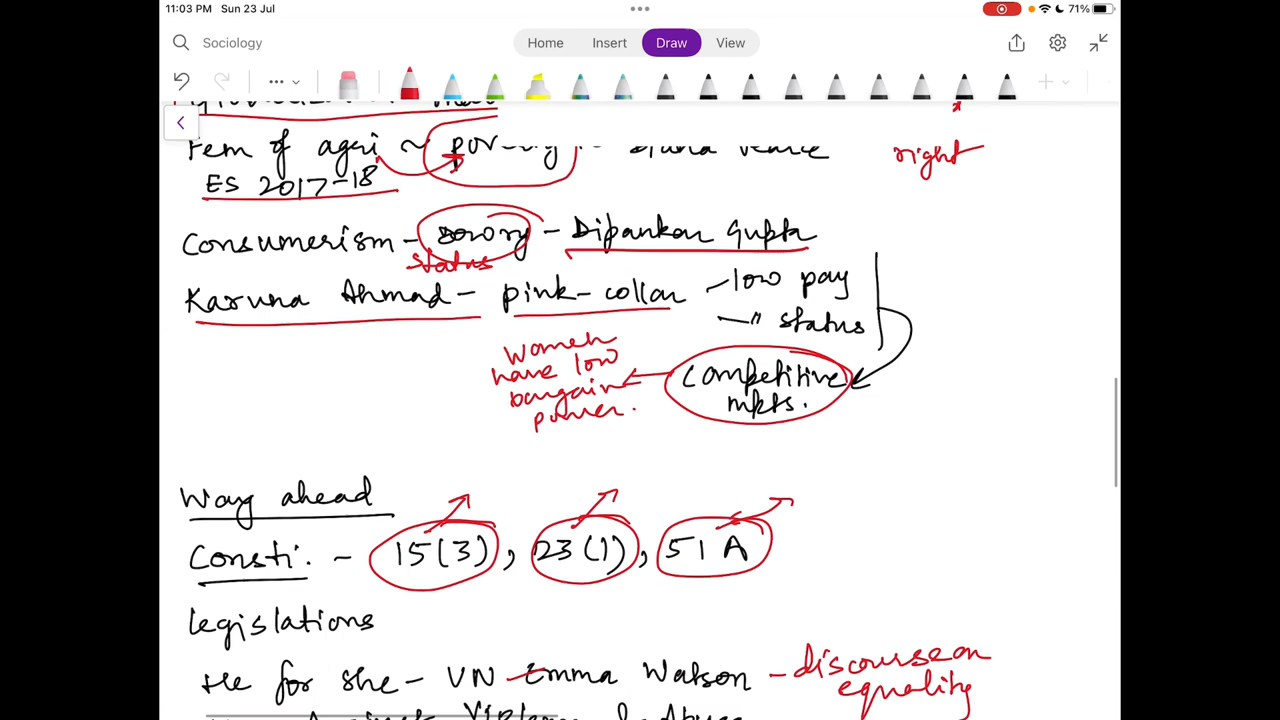 11:03 PM Sun 23 Jul
71%
Sociology
Home Insert Draw View
Fem of agri ~
right
ES 2017-18
Consumerism - dowry - Dipankar Gupta
status
Karuna Ahmad - pink-collar - low pay
- " status
women have low bargain power.
competitive mkts.
Way ahead
Consti. - 15(3), 23(1), 51 A
legislations
He for she - UN Emma Watson - discourse on equality